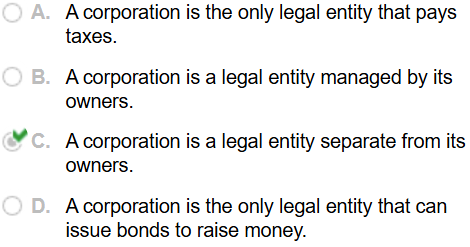 A. A corporation is the only legal entity that pays
taxes.
B. A corporation is a legal entity managed by its
owners.
C. A corporation is a legal entity separate from its
owners.
D. A corporation is the only legal entity that can
issue bonds to raise money.